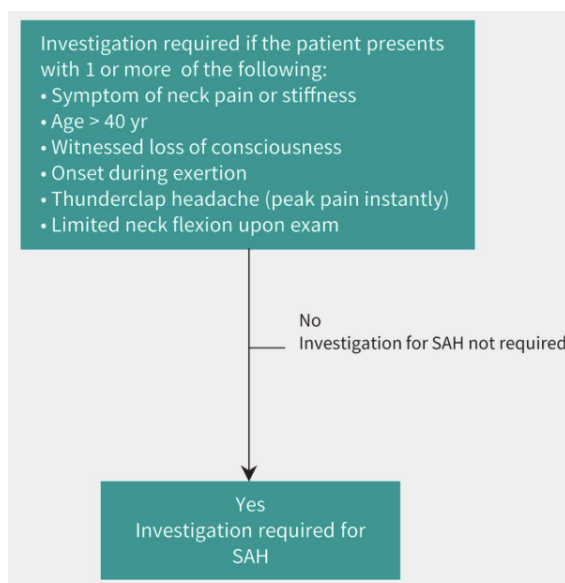 Investigation required if the patient presents
with 1 or more of the following:
• Symptom of neck pain or stiffness
• Age > 40 yr
• Witnessed loss of consciousness
• Onset during exertion
• Thunderclap headache (peak pain instantly)
• Limited neck flexion upon exam
No
Investigation for SAH not required
Yes
Investigation required for
SAH